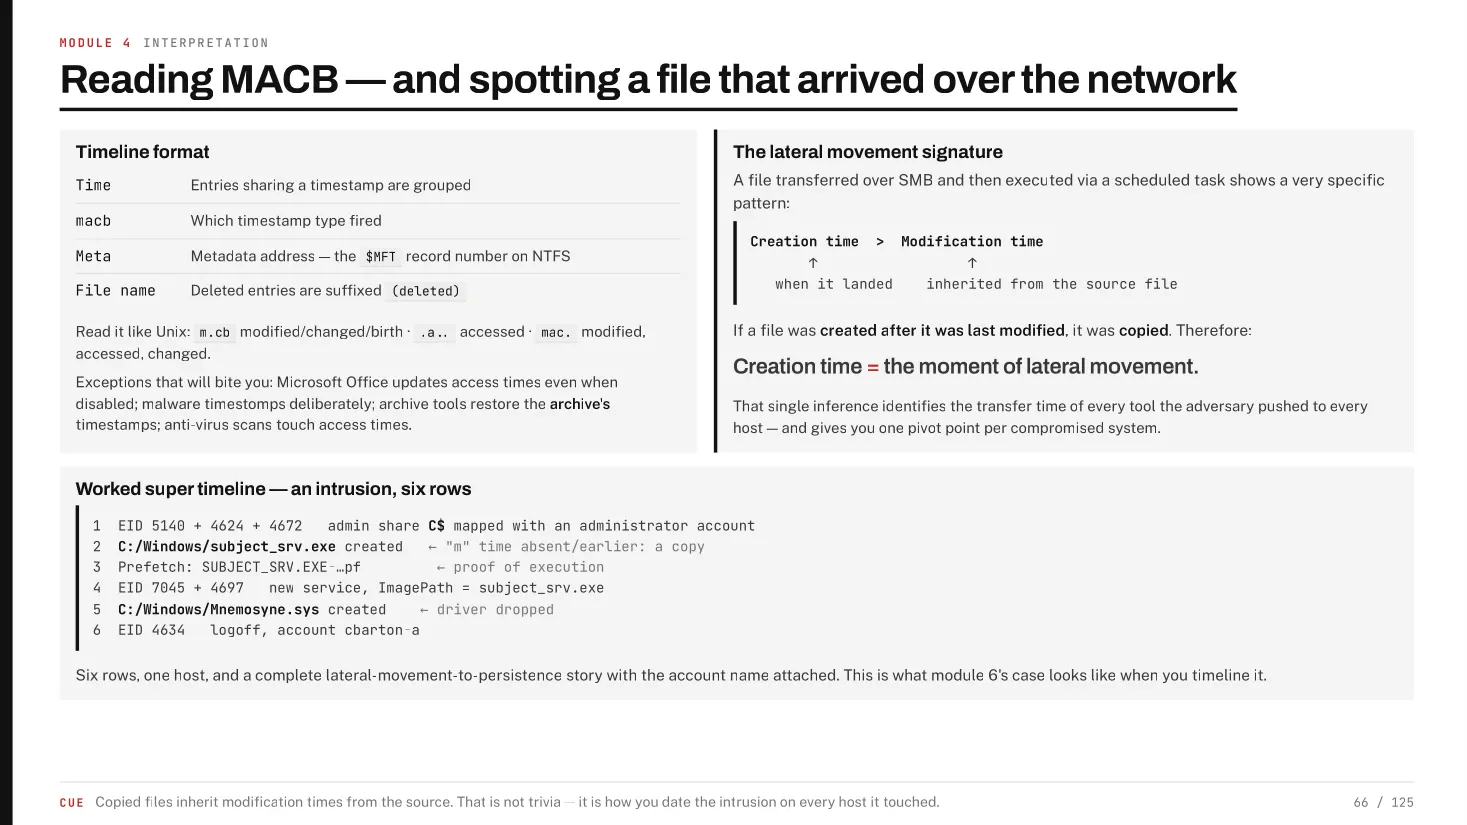 MODULE 4 INTERPRETATION
Reading MACB — and spotting a file that arrived over the network
Timeline format
Time Entries sharing a timestamp are grouped
macb Which timestamp type fired
Meta Metadata address — the $MFT record number on NTFS
File name Deleted entries are suffixed (deleted)
Read it like Unix: m.cb modified/changed/birth · .a.. accessed · mac. modified,
accessed, changed.
Exceptions that will bite you: Microsoft Office updates access times even when
disabled; malware timestomps deliberately; archive tools restore the archive's
timestamps; anti-virus scans touch access times.
The lateral movement signature
A file transferred over SMB and then executed via a scheduled task shows a very specific
pattern:
Creation time > Modification time
↑ ↑
when it landed inherited from the source file
If a file was created after it was last modified, it was copied. Therefore:
Creation time = the moment of lateral movement.
That single inference identifies the transfer time of every tool the adversary pushed to every
host — and gives you one pivot point per compromised system.
Worked super timeline — an intrusion, six rows
1 EID 5140 + 4624 + 4672 admin share C$ mapped with an administrator account
2 C:/Windows/subject_srv.exe created ← "m" time absent/earlier: a copy
3 Prefetch: SUBJECT_SRV.EXE-…pf ← proof of execution
4 EID 7045 + 4697 new service, ImagePath = subject_srv.exe
5 C:/Windows/Mnemosyne.sys created ← driver dropped
6 EID 4634 logoff, account cbarton-a
Six rows, one host, and a complete lateral-movement-to-persistence story with the account name attached. This is what module 6's case looks like when you timeline it.
CUE Copied files inherit modification times from the source. That is not trivia — it is how you date the intrusion on every host it touched.
66 / 125